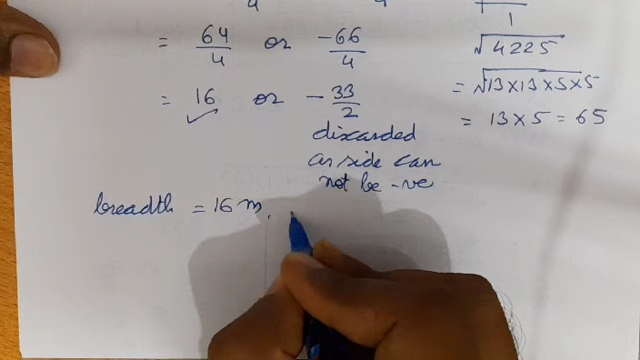 1
√4225
= 64/4 or -66/4
= √13×13×5×5
= 16 or - 33/2
= 13 × 5 = 65
discarded
as side can
not be -ve
breadth = 16 m.